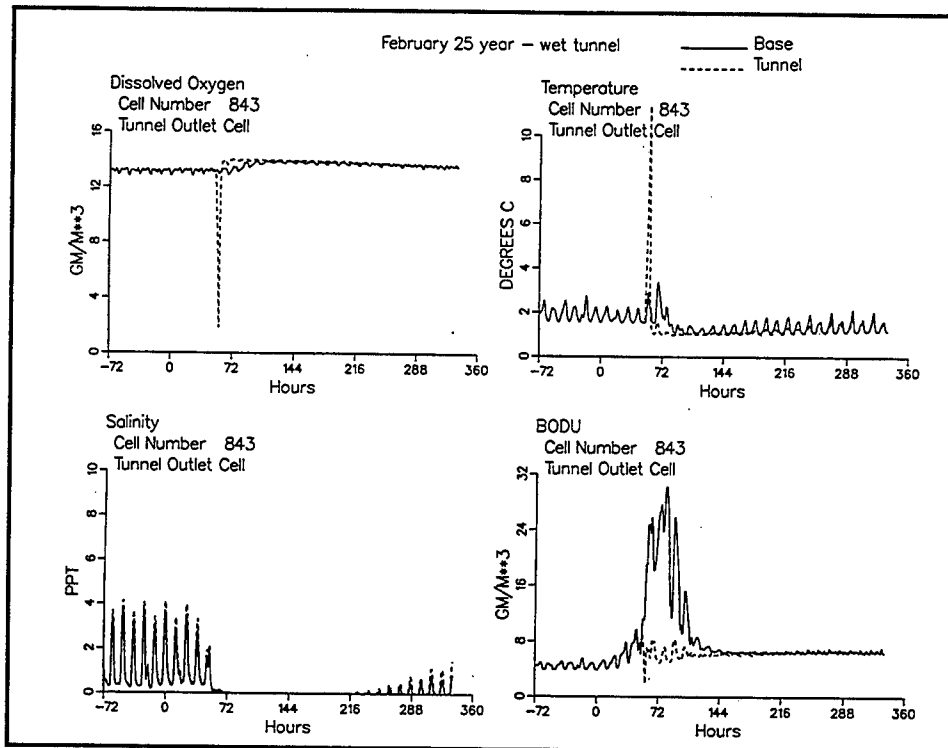 February 25 year – wet tunnel
Base
Tunnel
Dissolved Oxygen
Cell Number 843
Tunnel Outlet Cell
16
12
8
4
0
GM/M**3
-72 0 72 144 216 288 360
Hours
Temperature
Cell Number 843
Tunnel Outlet Cell
10
8
6
4
2
0
DEGREES C
-72 0 72 144 216 288 360
Hours
Salinity
Cell Number 843
Tunnel Outlet Cell
10
8
6
4
2
0
PPT
-72 0 72 144 216 288 360
Hours
BODU
Cell Number 843
Tunnel Outlet Cell
32
24
16
8
0
GM/M**3
-72 0 72 144 216 288 360
Hours